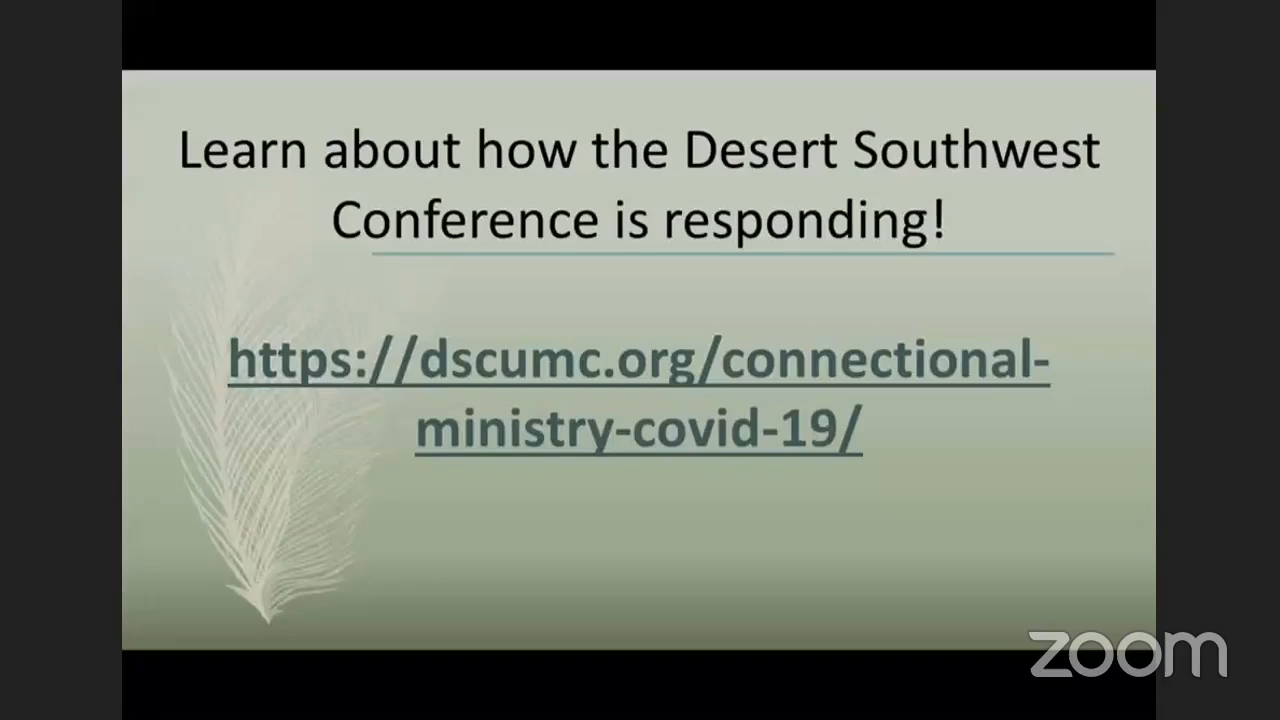 Learn about how the Desert Southwest
Conference is responding!
https://dscumc.org/connectional-
ministry-covid-19/
zoom